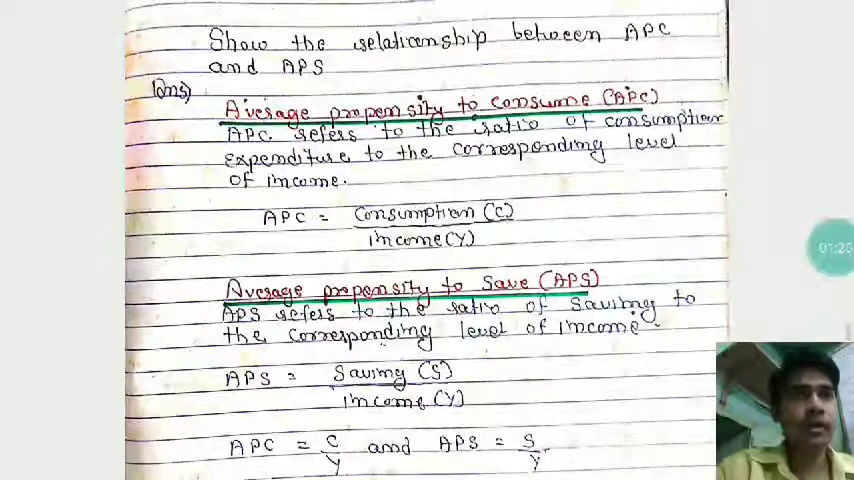 Show the relationship between APC
and APS
Ans)
Average propensity to consume (APC)
APC refers to the ratio of consumption
expenditure to the corresponding level
of income.
APC = Consumption (C)
income (Y)
Average propensity to Save (APS)
APS refers to the ratio of Saving to
the corresponding level of income.
APS = Saving (S)
income (Y)
APC = C/Y and APS = S/Y
01:25